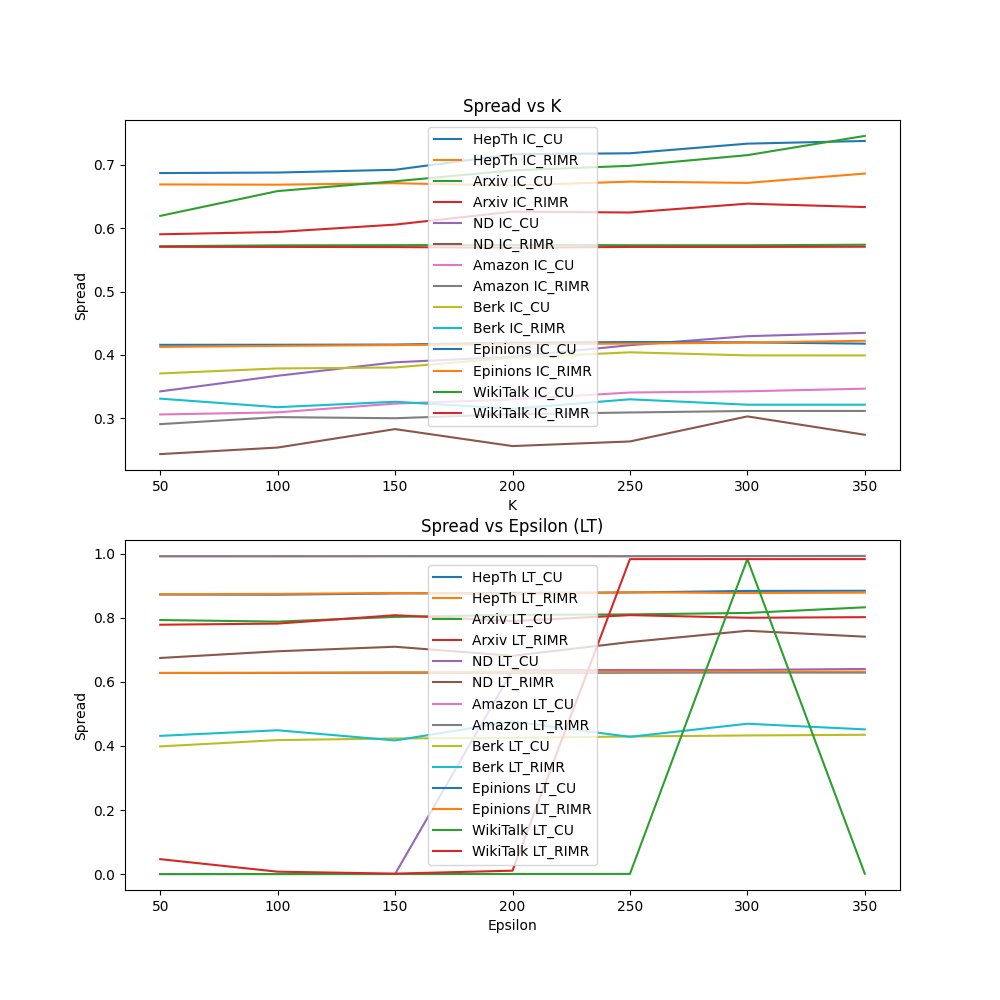 Spread vs K
Spread
0.7
0.6
0.5
0.4
0.3
HepTh IC_CU
HepTh IC_RIMR
Arxiv IC_CU
Arxiv IC_RIMR
ND IC_CU
ND IC_RIMR
Amazon IC_CU
Amazon IC_RIMR
Berk IC_CU
Berk IC_RIMR
Epinions IC_CU
Epinions IC_RIMR
WikiTalk IC_CU
WikiTalk IC_RIMR
50 100 150 200 250 300 350
K
Spread vs Epsilon (LT)
Spread
1.0
0.8
0.6
0.4
0.2
0.0
HepTh LT_CU
HepTh LT_RIMR
Arxiv LT_CU
Arxiv LT_RIMR
ND LT_CU
ND LT_RIMR
Amazon LT_CU
Amazon LT_RIMR
Berk LT_CU
Berk LT_RIMR
Epinions LT_CU
Epinions LT_RIMR
WikiTalk LT_CU
WikiTalk LT_RIMR
50 100 150 200 250 300 350
Epsilon